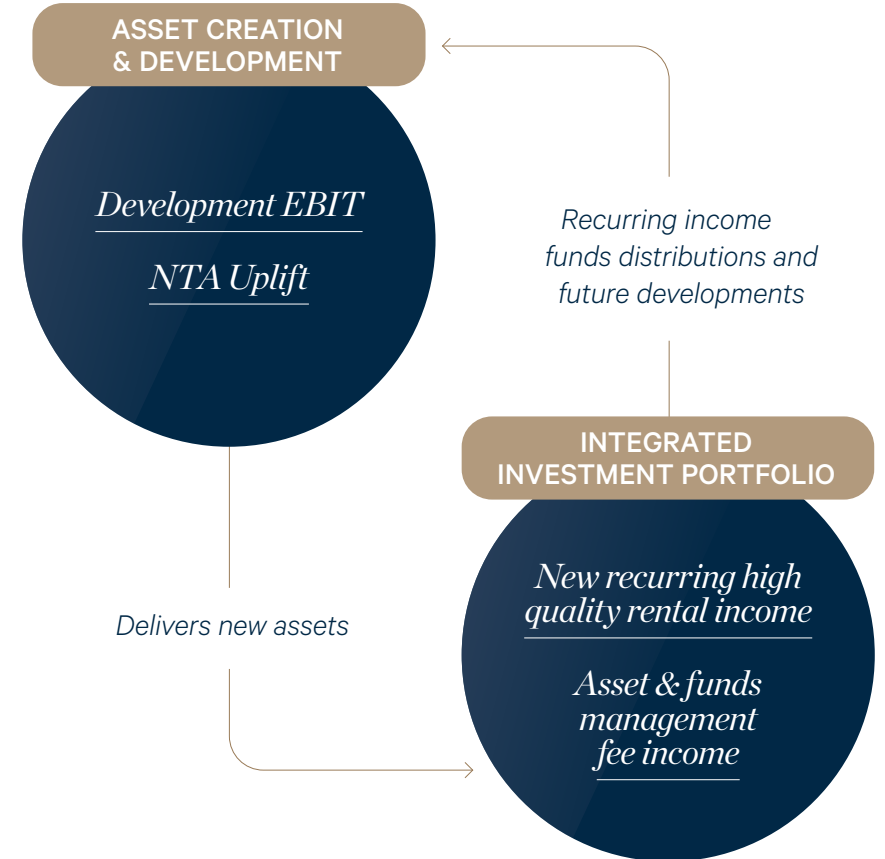 ASSET CREATION
& DEVELOPMENT
Development EBIT
NTA Uplift
Recurring income
funds distributions and
future developments
INTEGRATED
INVESTMENT PORTFOLIO
Delivers new assets
New recurring high
quality rental income
Asset & funds
management
fee income